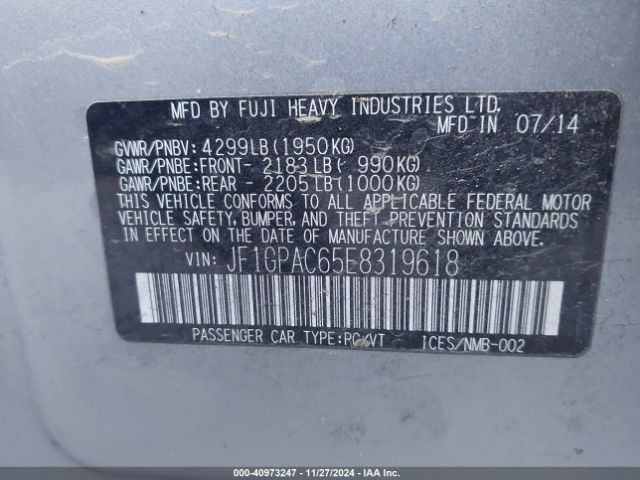 MFD BY FUJI HEAVY INDUSTRIES LTD.
MFD IN 07/14
GVWR/PNBV: 4299LB (1950KG)
GAWR/PNBE:FRONT- 2183LB( 990KG)
GAWR/PNBE:REAR - 2205LB(1000KG)
THIS VEHICLE CONFORMS TO ALL APPLICABLE FEDERAL MOTOR
VEHICLE SAFETY, BUMPER, AND THEFT PREVENTION STANDARDS
IN EFFECT ON THE DATE OF MANUFACTURE SHOWN ABOVE.
VIN: JF1GPAC65E8319618
PASSENGER CAR TYPE:PC/VT ICES/NMB-002
000-40973247 - 11/27/2024 - IAA Inc.